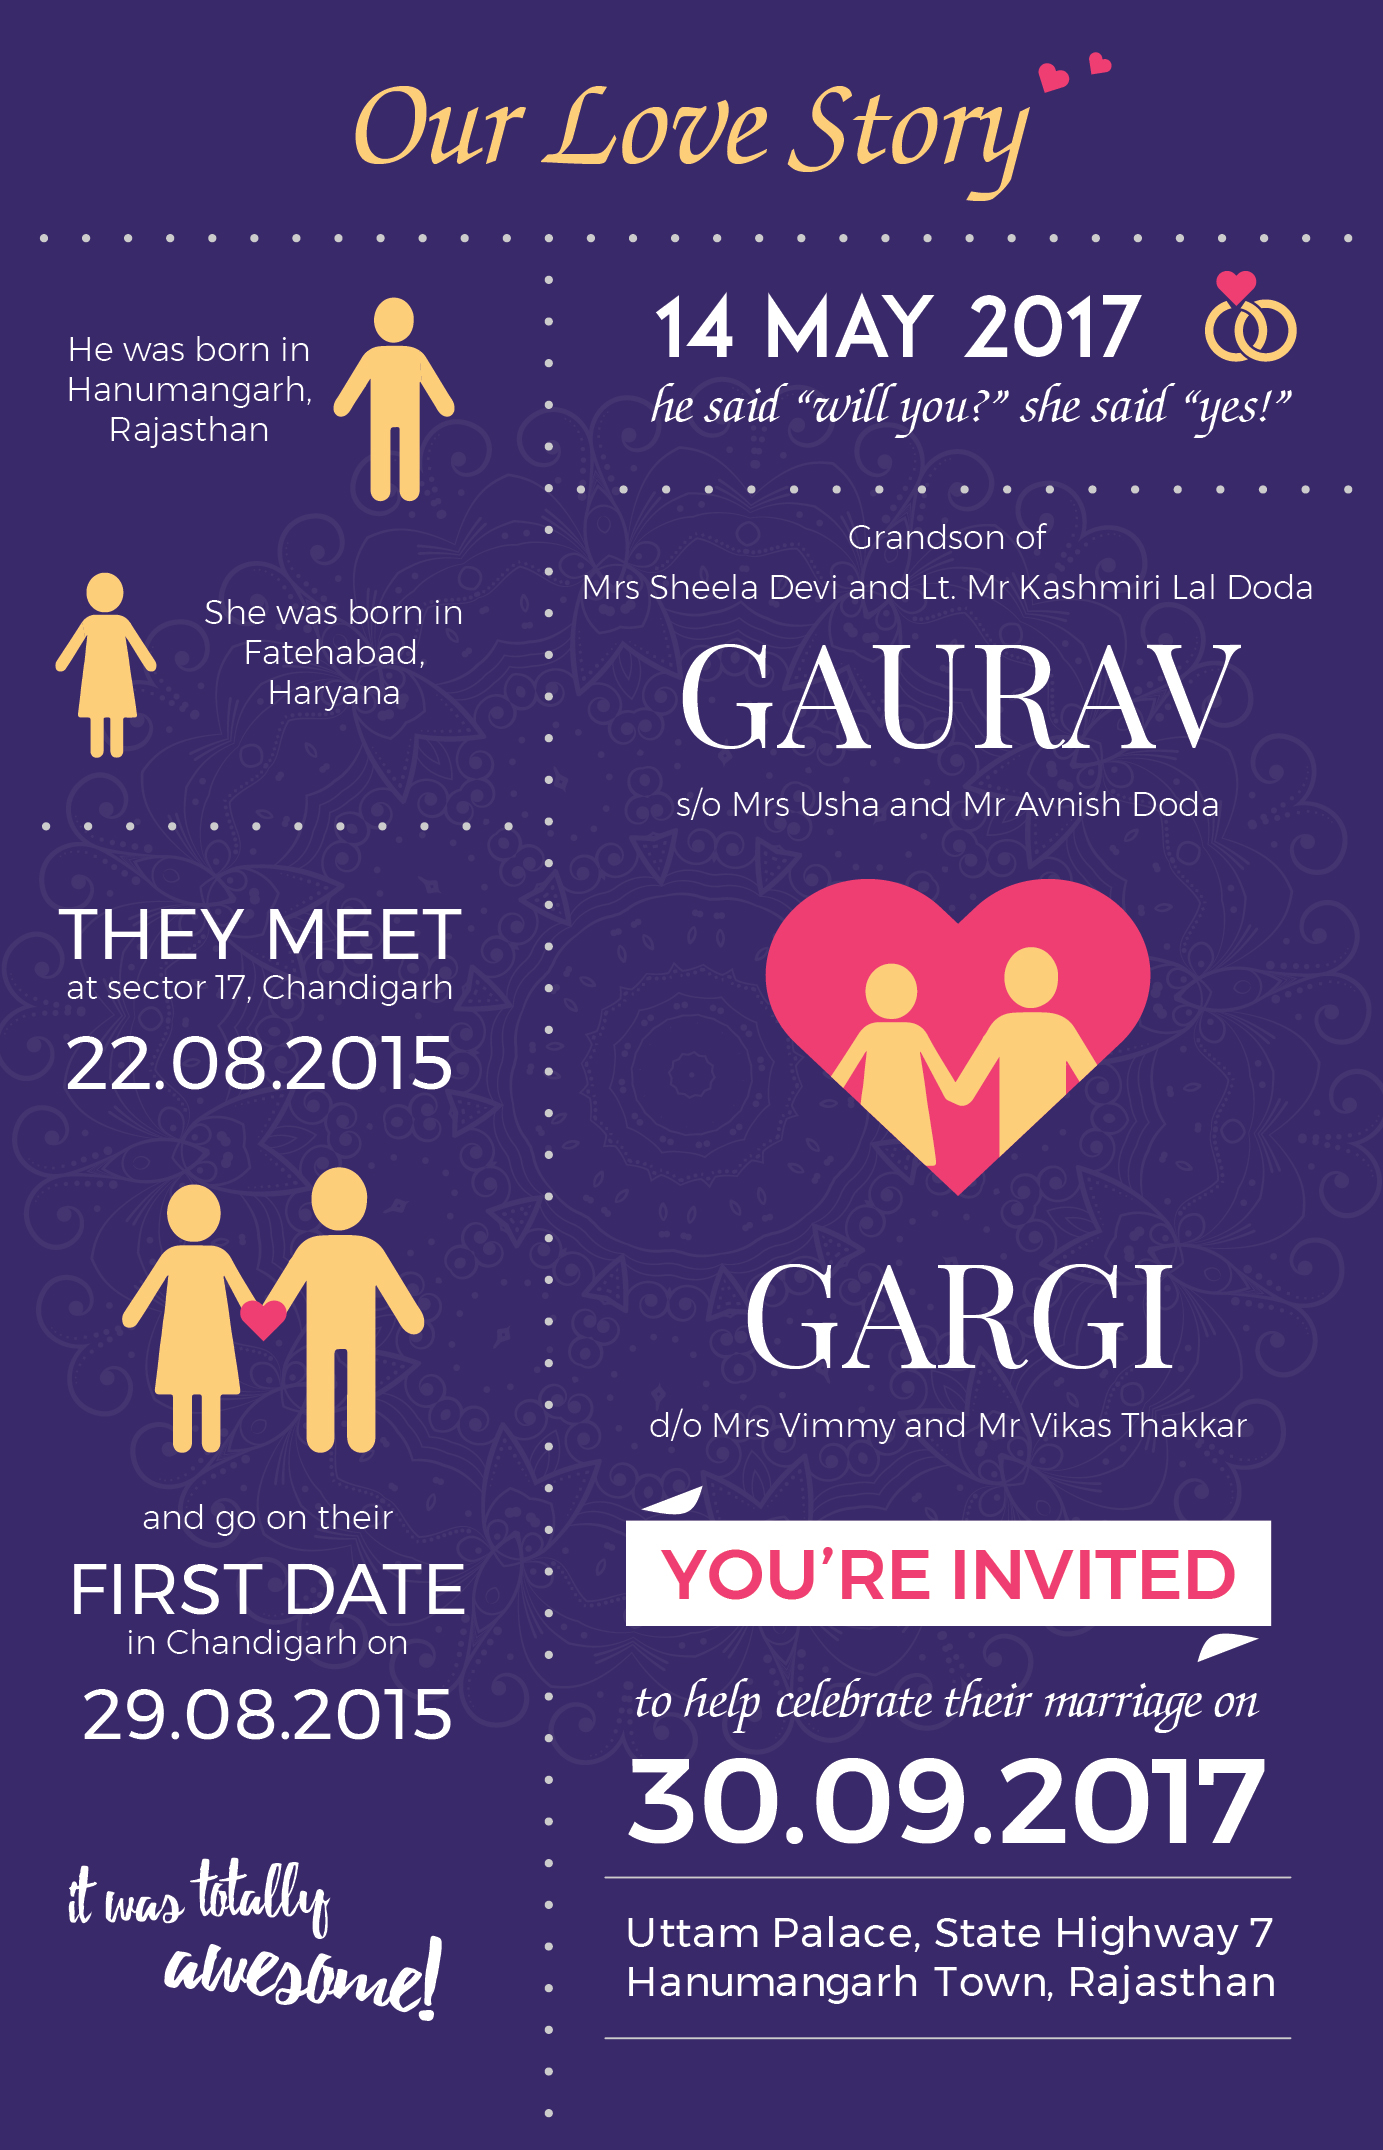 Our Love Story
He was born in
Hanumangarh,
Rajasthan
She was born in
Fatehabad,
Haryana
THEY MEET
at sector 17, Chandigarh
22.08.2015
and go on their
FIRST DATE
in Chandigarh on
29.08.2015
it was totally
awesome!
14 MAY 2017
he said “will you?” she said “yes!”
Grandson of
Mrs Sheela Devi and Lt. Mr Kashmiri Lal Doda
GAURAV
s/o Mrs Usha and Mr Avnish Doda
GARGI
d/o Mrs Vimmy and Mr Vikas Thakkar
YOU’RE INVITED
to help celebrate their marriage on
30.09.2017
Uttam Palace, State Highway 7
Hanumangarh Town, Rajasthan